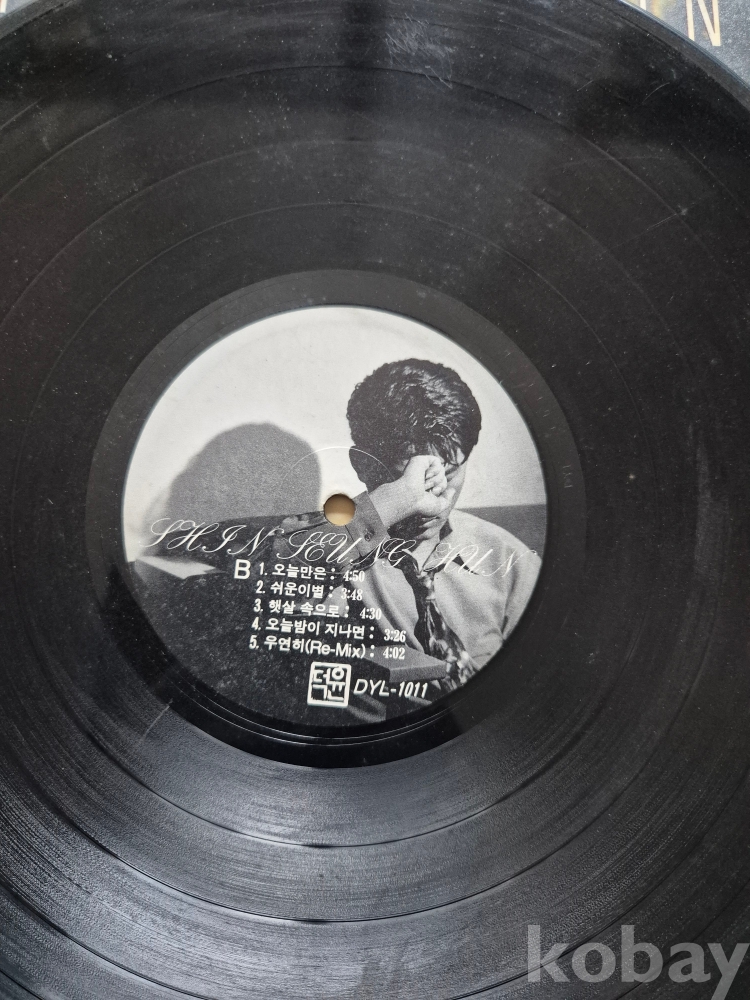 IN
SHIN SEUNG HUN
B 1. 오늘만은 : 4:50
2. 쉬운이별 : 3:48
3. 햇살 속으로 : 4:30
4. 오늘밤이 지나면 : 3:26
5. 우연히(Re-Mix) : 4:02
덕윤 DYL-1011
kobay